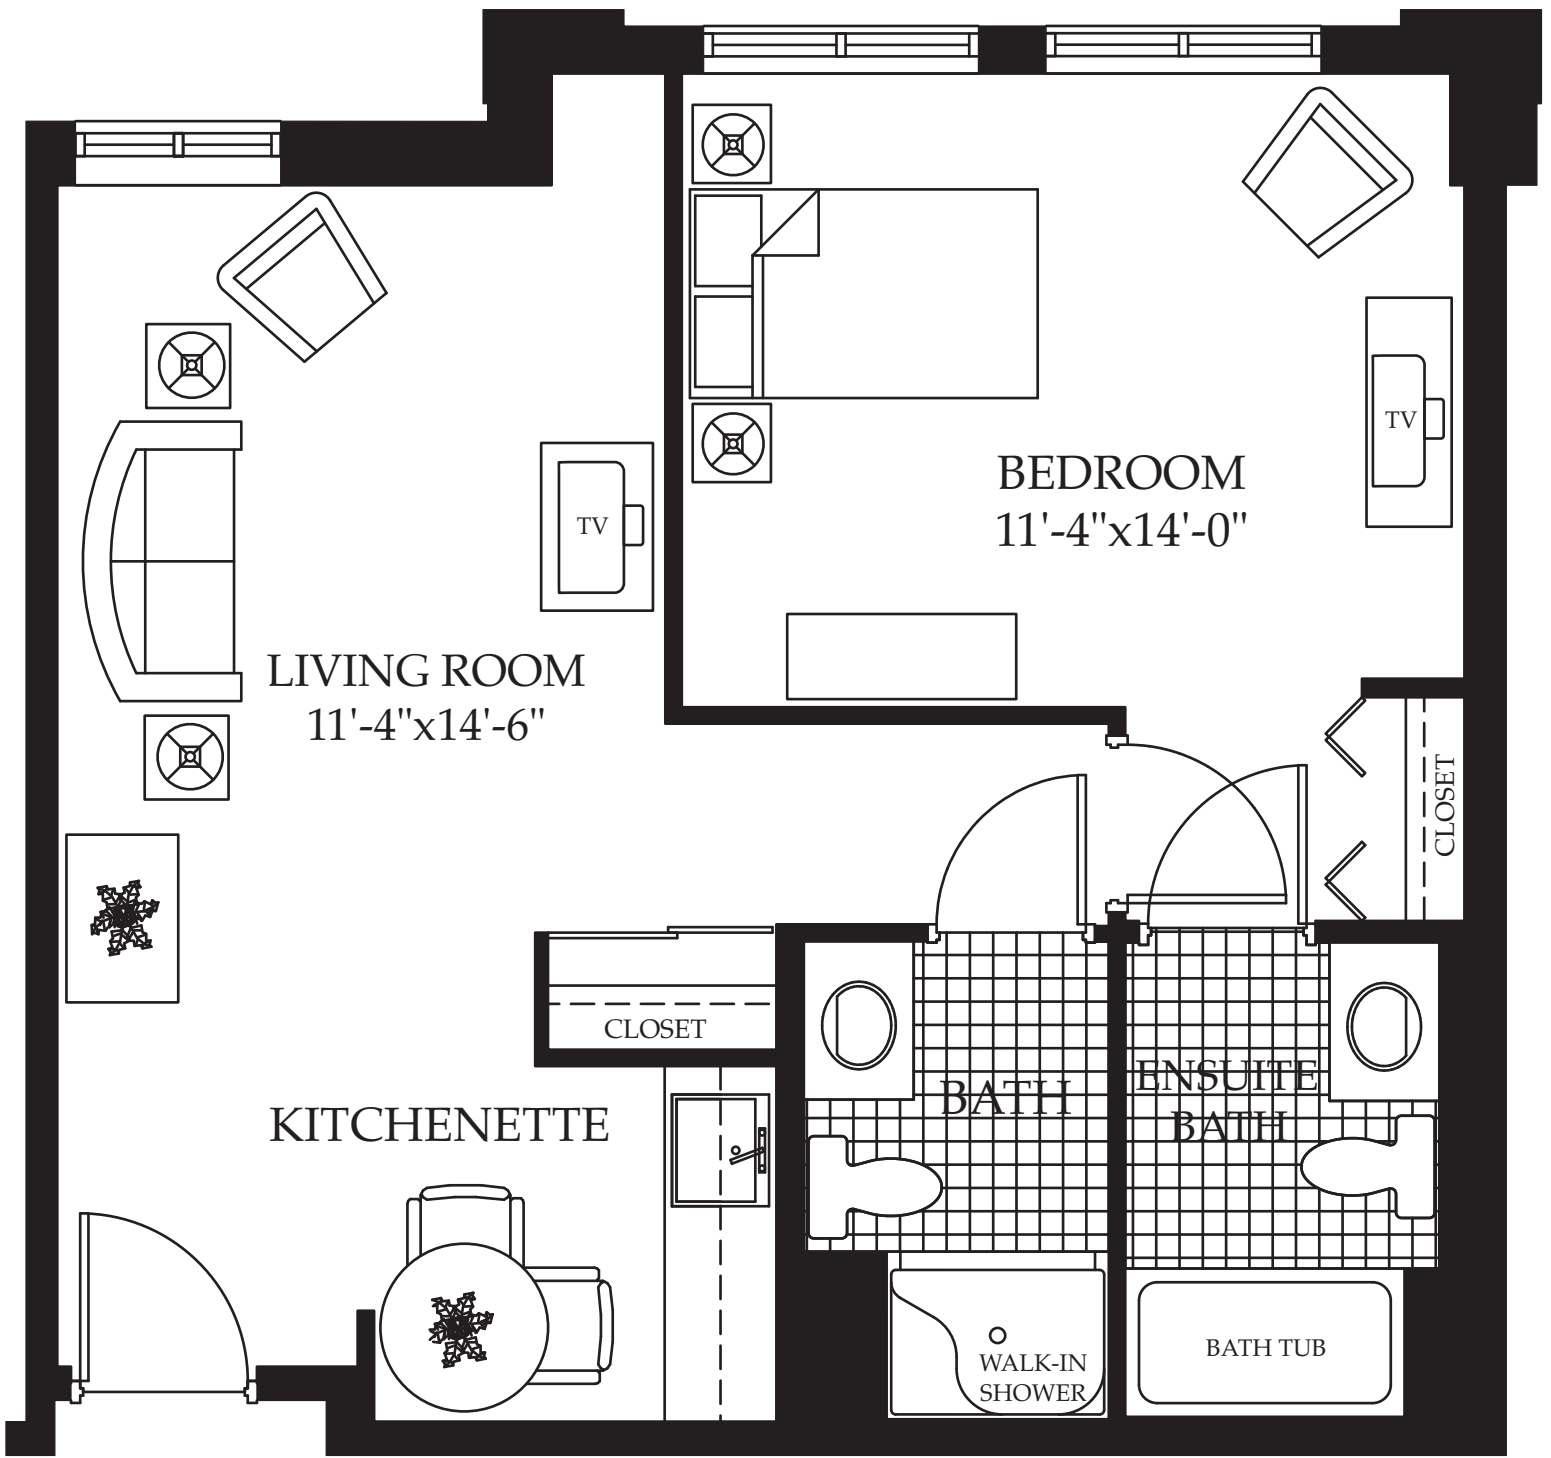 TV
BEDROOM
11'-4"x14'-0"
TV
LIVING ROOM
11'-4"x14'-6"
CLOSET
CLOSET
KITCHENETTE
BATH
ENSUITE
BATH
WALK-IN
SHOWER
BATH TUB